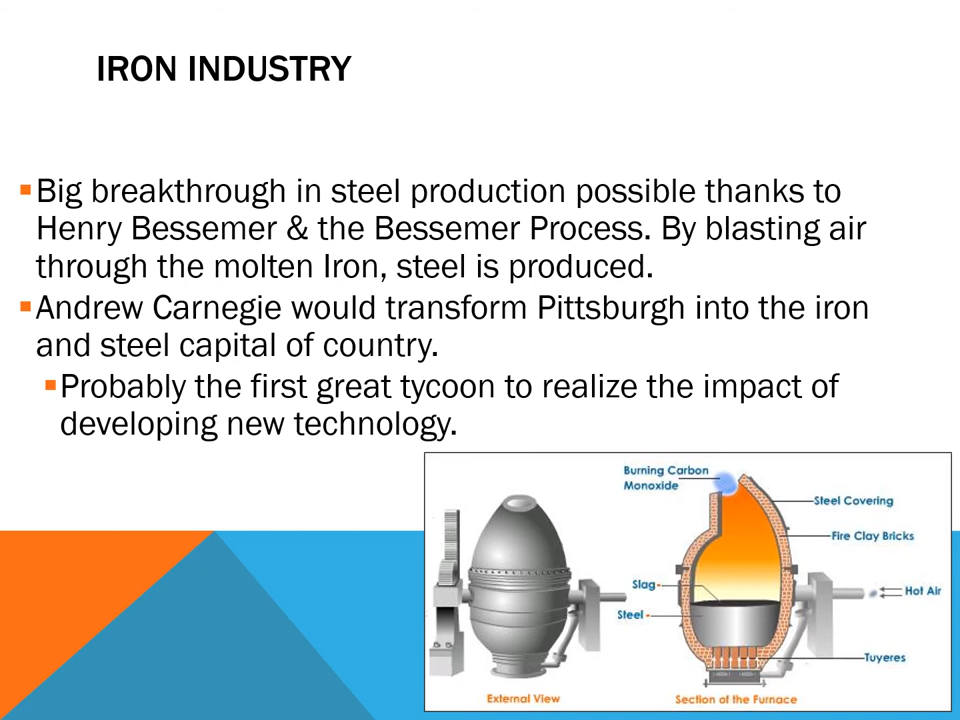 IRON INDUSTRY
▪Big breakthrough in steel production possible thanks to
Henry Bessemer & the Bessemer Process. By blasting air
through the molten Iron, steel is produced.
▪Andrew Carnegie would transform Pittsburgh into the iron
and steel capital of country.
▪Probably the first great tycoon to realize the impact of
developing new technology.
Burning Carbon
Monoxide
Steel Covering
Fire Clay Bricks
Slag
Hot Air
Steel
Tuyeres
External View
Section of the Furnace